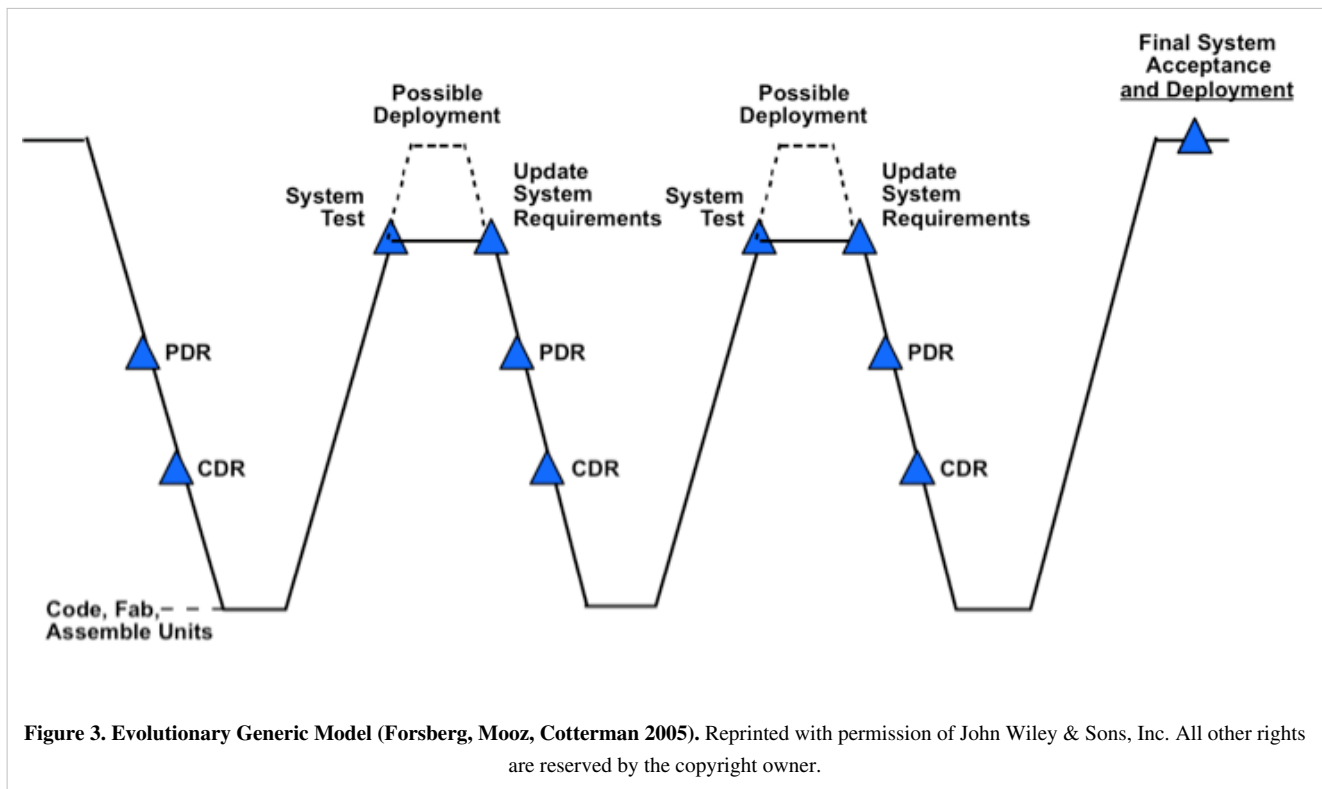 Final System
Acceptance
and Deployment
Possible
Deployment
Possible
Deployment
System
Test
Update
System
Requirements
System
Test
Update
System
Requirements
PDR
PDR
PDR
CDR
CDR
CDR
Code, Fab,
Assemble Units
Figure 3. Evolutionary Generic Model (Forsberg, Mooz, Cotterman 2005). Reprinted with permission of John Wiley & Sons, Inc. All other rights
are reserved by the copyright owner.